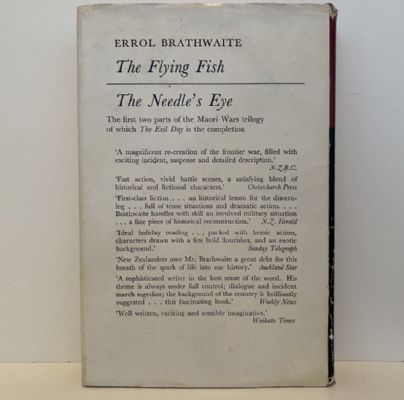 ERROL BRATHWAITE
The Flying Fish
The Needle's Eye
The first two parts of the Maori Wars trilogy
of which The Evil Day is the completion
'A magnificent re-creation of the frontier war, filled with
exciting incident, suspense and detailed description.'
N.Z.B.C.
'Fast action, vivid battle scenes, a satisfying blend of
historical and fictional characters.' Christchurch Press
'First-class fiction . . . an historical lesson for the discern-
ing . . . full of tense situations and dramatic action. . . .
Brathwaite handles with skill an involved military situation
. . . a fine piece of historical reconstruction.' N.Z. Herald
'Ideal holiday reading . . . packed with heroic action,
characters drawn with a few bold flourishes, and an exotic
background.' Sunday Telegraph
'New Zealanders owe Mr. Brathwaite a great debt for this
breath of the spark of life into our history.' Auckland Star
'A sophisticated writer in the best sense of the word. His
theme is always under full control; dialogue and incident
march together; the background of the country is brilliantly
suggested . . . this fascinating book.' Weekly News
'Well written, exciting and sensibly imaginative.'
Waikato Times